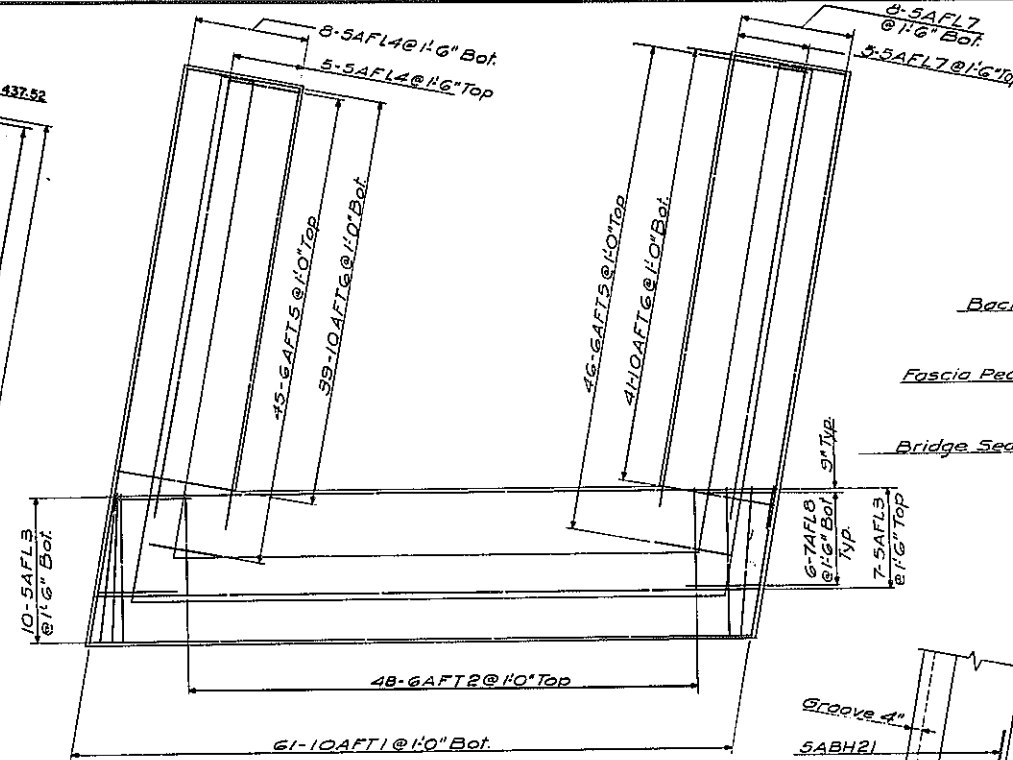 437.52
8-5AFL4@1'-6" Bot.
5-5AFL4@1'-6" Top
8-5AFL7
@1'-6" Bot.
5-5AFL7@1'-6" Top
45-6AFT5@1'-0" Top
39-10AFT6@1'-0" Bot.
46-6AFT5@1'-0" Top
41-10AFT6@1'-0" Bot.
Fascia
Bridge
9" Typ.
6-7AFL8
@1'-6" Bot.
Typ.
7-5AFL3
@1'-6" Top
10-5AFL3
@1'-6" Bot.
48-6AFT2@1'-0" Top
61-10AFT1@1'-0" Bot.
Groove 4"
5ABH21